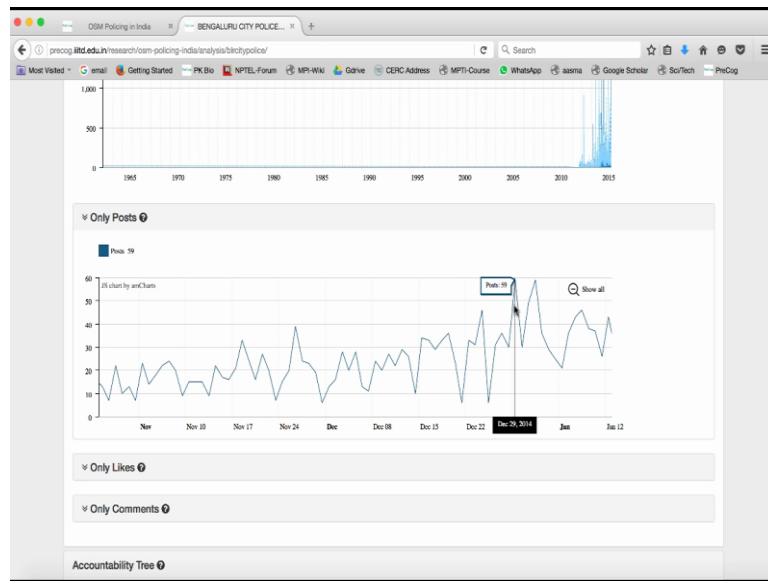 OSM Policing in India × BENGALURU CITY POLICE... × +
precog.iiitd.edu.in/research/osm-policing-india/analysis/blrcitypolice/ Search
Most Visited email Getting Started PK Bio NPTEL-Forum MPI-Wiki Gdrive CERC Address MPTI-Course WhatsApp aasma Google Scholar Sci/Tech PreCog
1,000
500
0
1965 1970 1975 1980 1985 1990 1995 2000 2005 2010 2015
Only Posts
Posts 59
60
JS chart by amCharts Posts: 59 Show all
50
40
30
20
10
0
Nov Nov 10 Nov 17 Nov 24 Dec Dec 08 Dec 15 Dec 22 Dec 29, 2014 Jan Jan 12
Only Likes
Only Comments
Accountability Tree